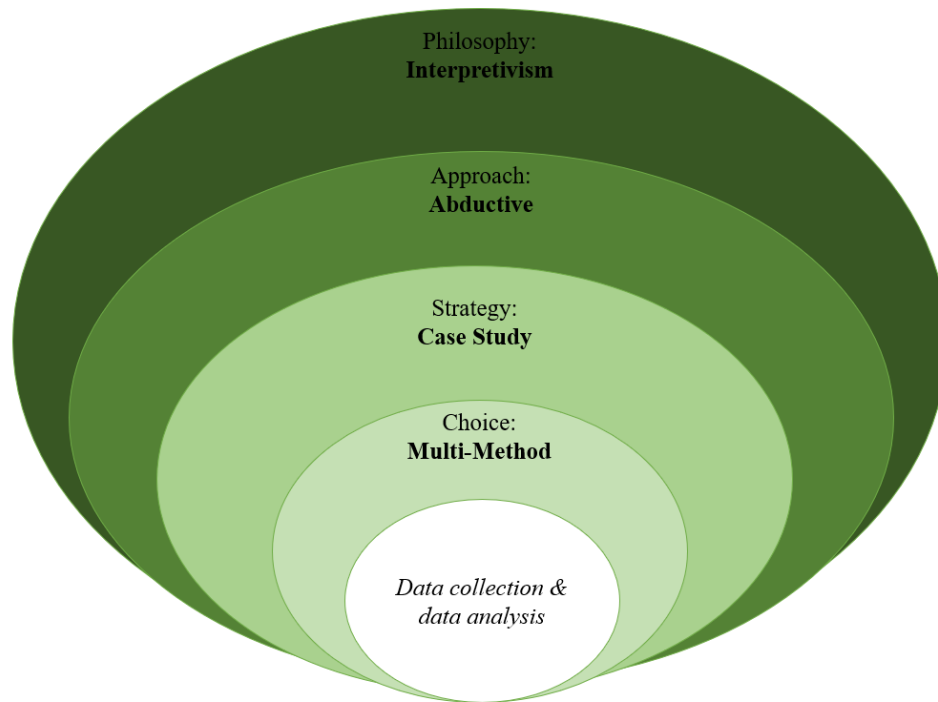 Philosophy:
Interpretivism
Approach:
Abductive
Strategy:
Case Study
Choice:
Multi-Method
Data collection &
data analysis